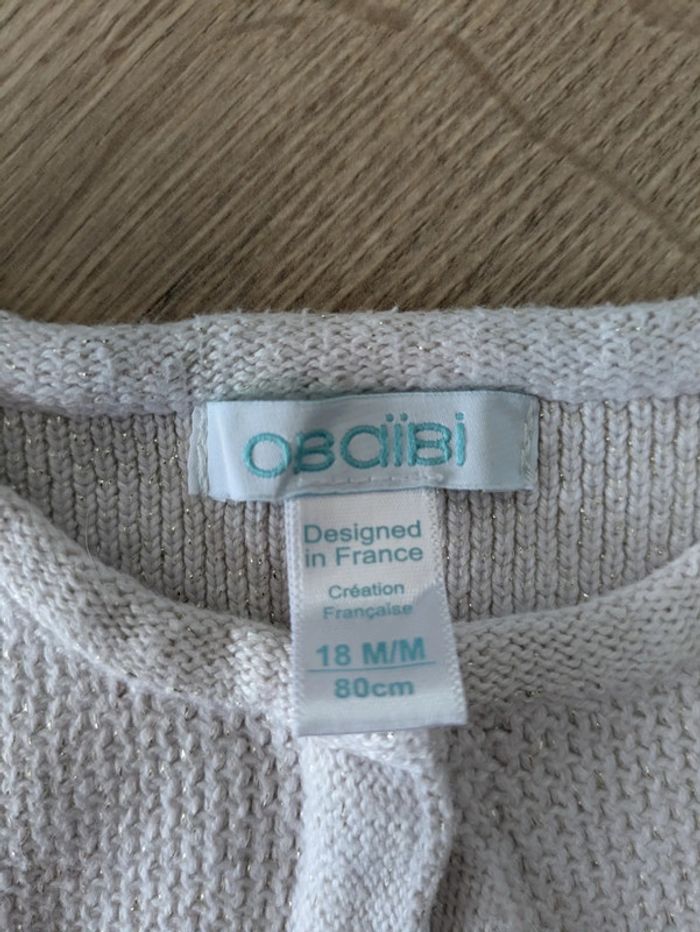 OBaïBi
Designed
in France
Création
Française
18 M/M
80cm